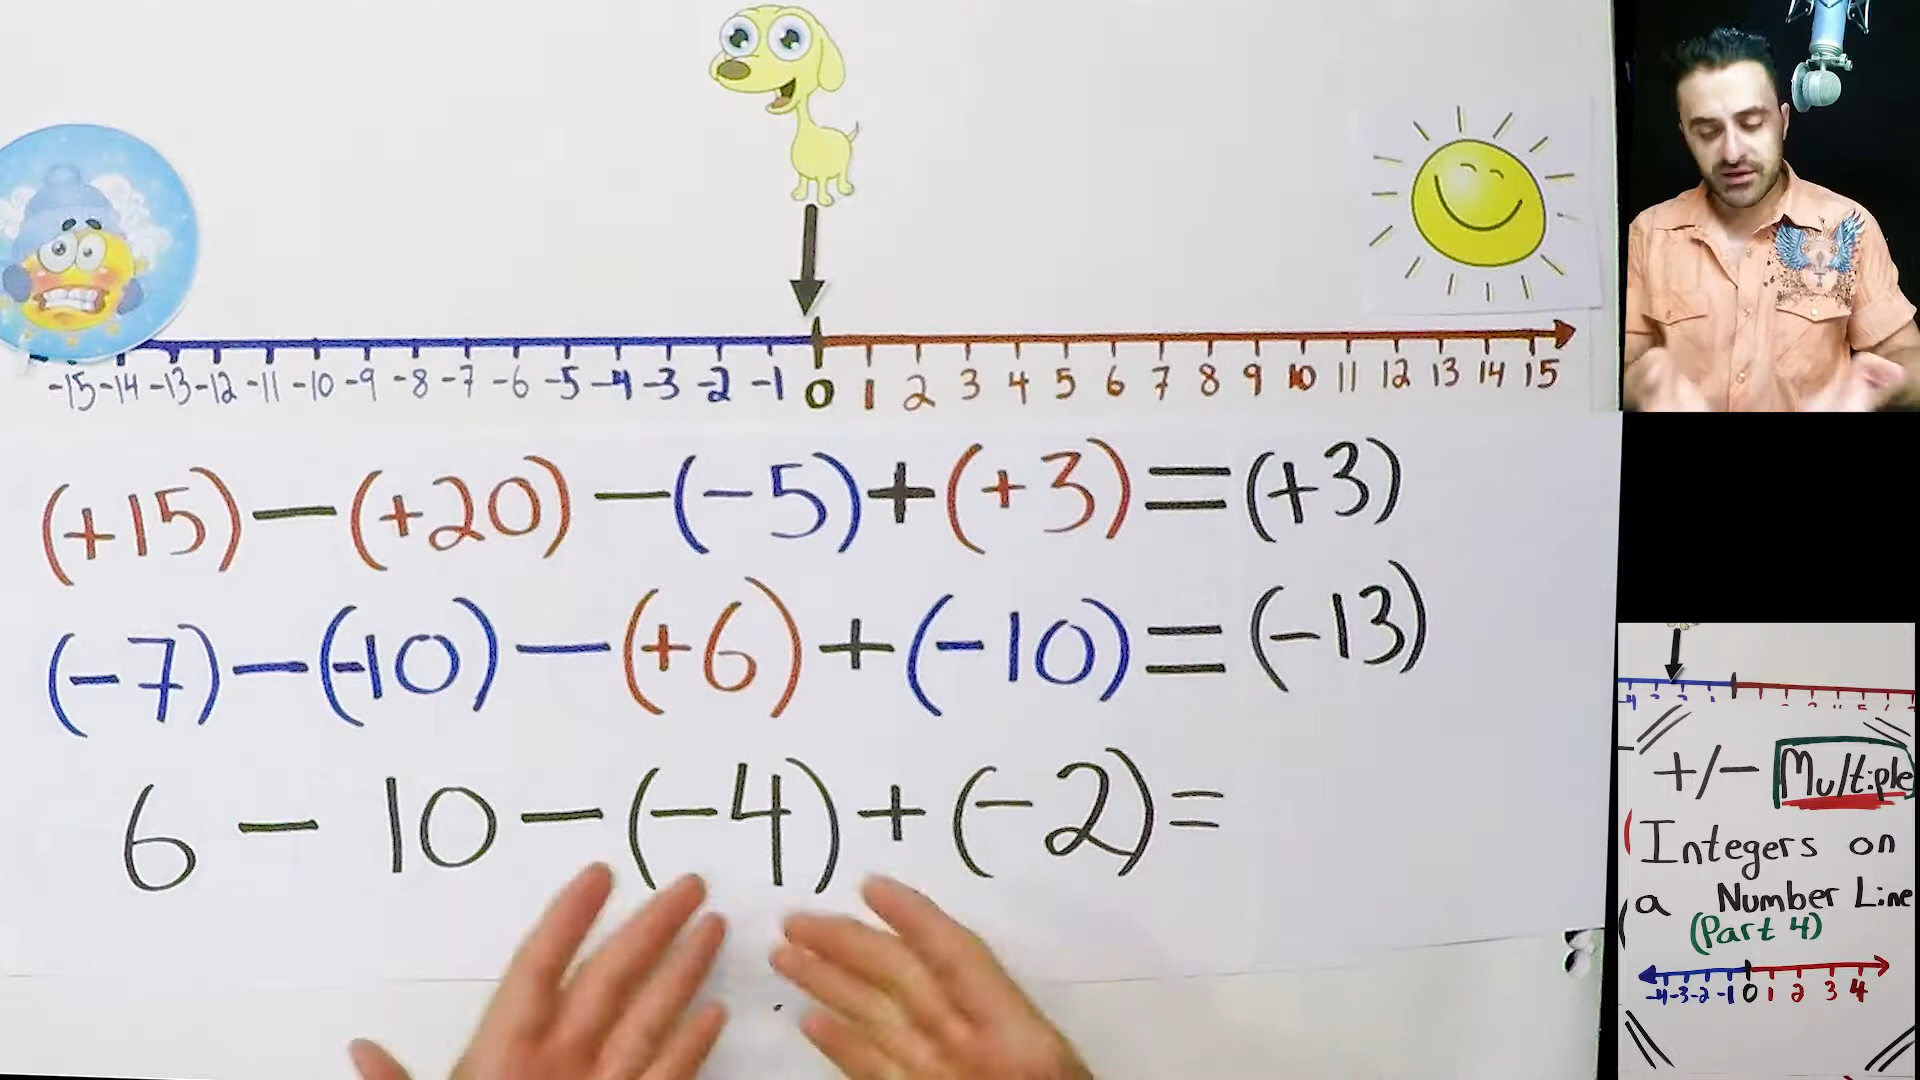 -15 -14 -13 -12 -11 -10 -9 -8 -7 -6 -5 -4 -3 -2 -1 0 1 2 3 4 5 6 7 8 9 10 11 12 13 14 15
(+15)-(+20)-(-5)+(+3)=(+3)
(-7)-(-10)-(+6)+(-10)=(-13)
6 - 10-(-4)+(-2)=
+/- Multiple
Integers on
a Number Line
(Part 4)
-4 -3 -2 -1 0 1 2 3 4